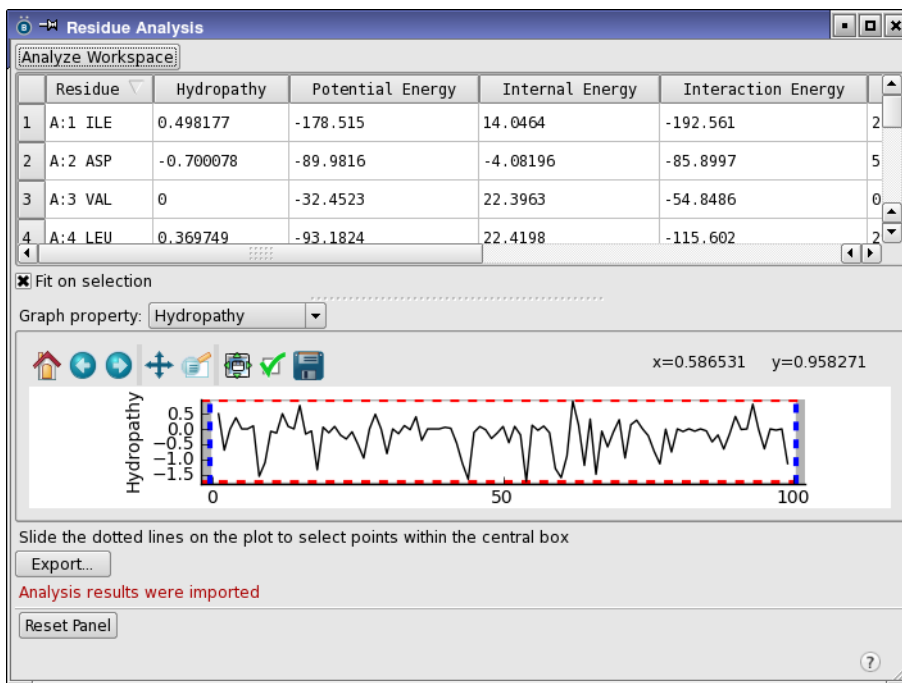 Residue Analysis
Analyze Workspace
Residue Hydropathy Potential Energy Internal Energy Interaction Energy
1 A:1 ILE 0.498177 -178.515 14.0464 -192.561 2
2 A:2 ASP -0.700078 -89.9816 -4.08196 -85.8997 5
3 A:3 VAL 0 -32.4523 22.3963 -54.8486 0
4 A:4 LEU 0.369749 -93.1824 22.4198 -115.602 2
Fit on selection
Graph property: Hydropathy
x=0.586531 y=0.958271
Hydropathy
0.5
0.0
−0.5
−1.0
−1.5
0 50 100
Slide the dotted lines on the plot to select points within the central box
Export...
Analysis results were imported
Reset Panel
?